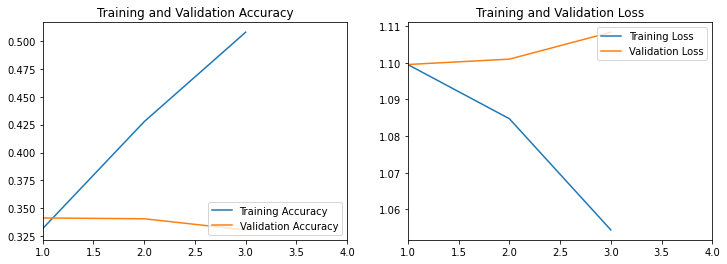 Training and Validation Accuracy
0.500
0.475
0.450
0.425
0.400
0.375
0.350
0.325
Training Accuracy
Validation Accuracy
1.0 1.5 2.0 2.5 3.0 3.5 4.0
Training and Validation Loss
1.11
1.10
1.09
1.08
1.07
1.06
Training Loss
Validation Loss
1.0 1.5 2.0 2.5 3.0 3.5 4.0